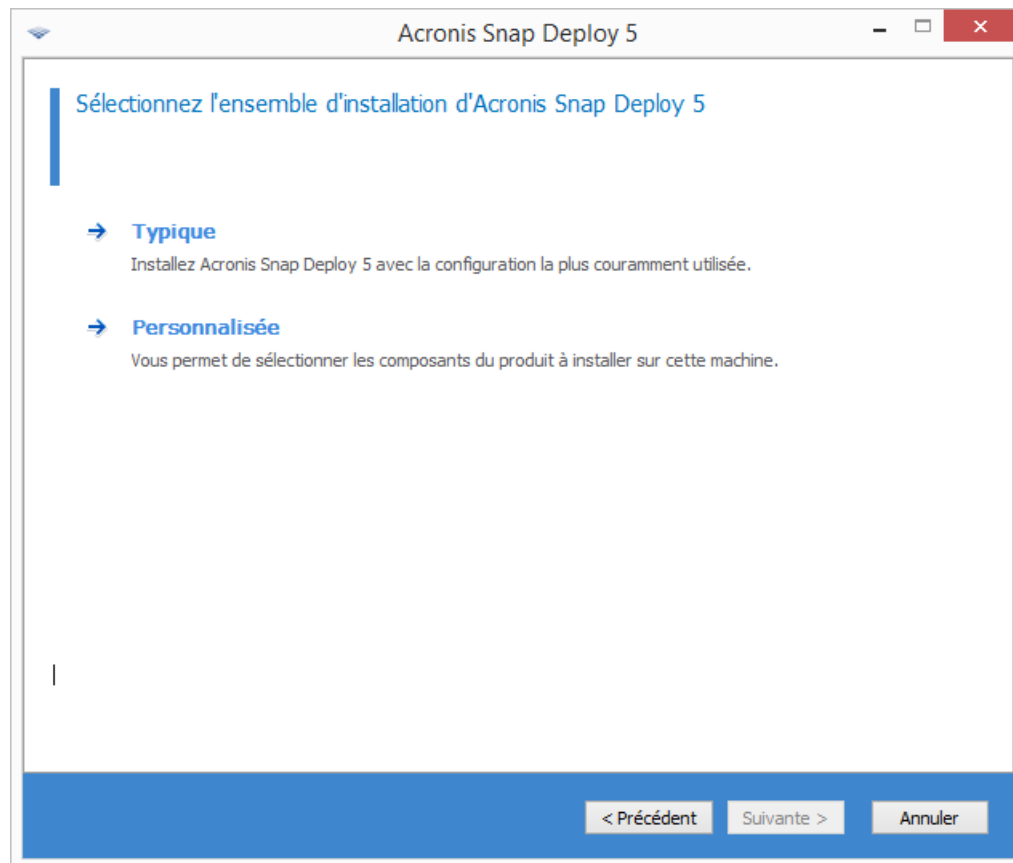 Acronis Snap Deploy 5
Sélectionnez l'ensemble d'installation d'Acronis Snap Deploy 5
Typique
Installez Acronis Snap Deploy 5 avec la configuration la plus couramment utilisée.
Personnalisée
Vous permet de sélectionner les composants du produit à installer sur cette machine.
< Précédent
Suivante >
Annuler